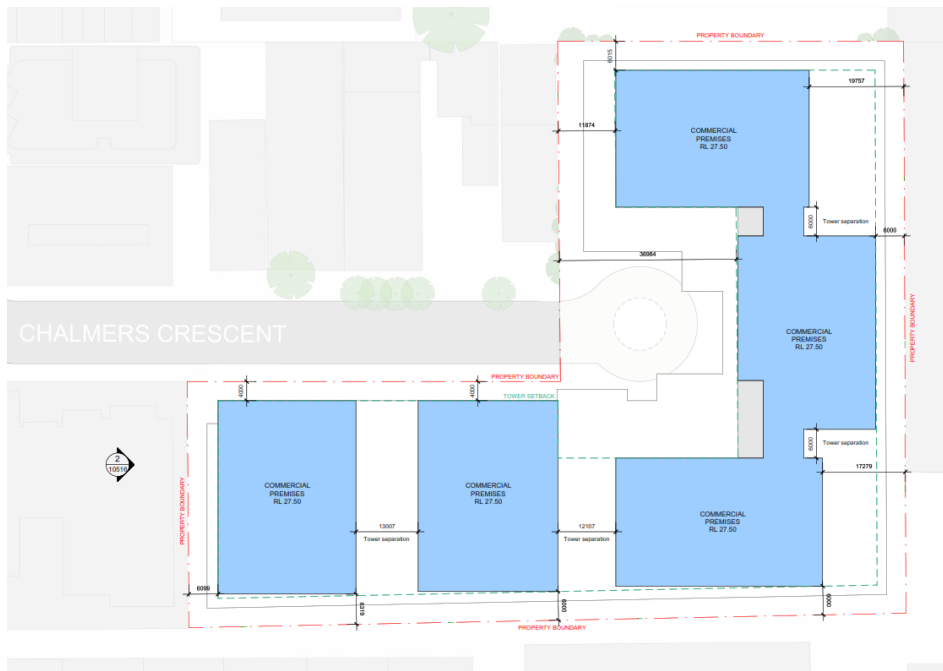 PROPERTY BOUNDARY
6015
19757
11874
COMMERCIAL
PREMISES
RL 27.50
6000
Tower separation
6000
36984
CHALMERS CRESCENT
COMMERCIAL
PREMISES
RL 27.50
PROPERTY BOUNDARY
PROPERTY BOUNDARY
4000
4000
TOWER SETBACK
6000
Tower separation
2
10516
17279
COMMERCIAL
PREMISES
RL 27.50
COMMERCIAL
PREMISES
RL 27.50
PROPERTY BOUNDARY
COMMERCIAL
PREMISES
RL 27.50
13007
Tower separation
12107
Tower separation
6099
6319
6000
6000
PROPERTY BOUNDARY